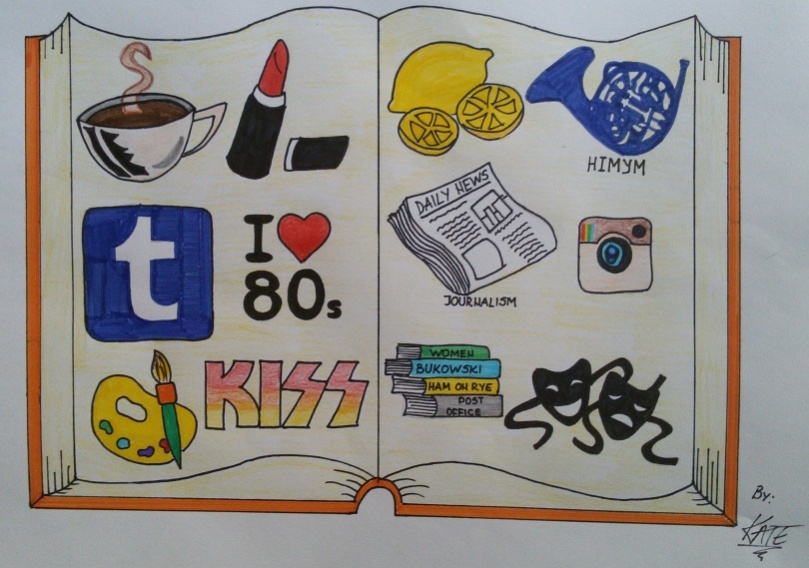 t
I ❤
80s
KISS
HIMYM
DAILY NEWS
JOURNALISM
WOMEN
BUKOWSKI
HAM ON RYE
POST
OFFICE
By.
KATE